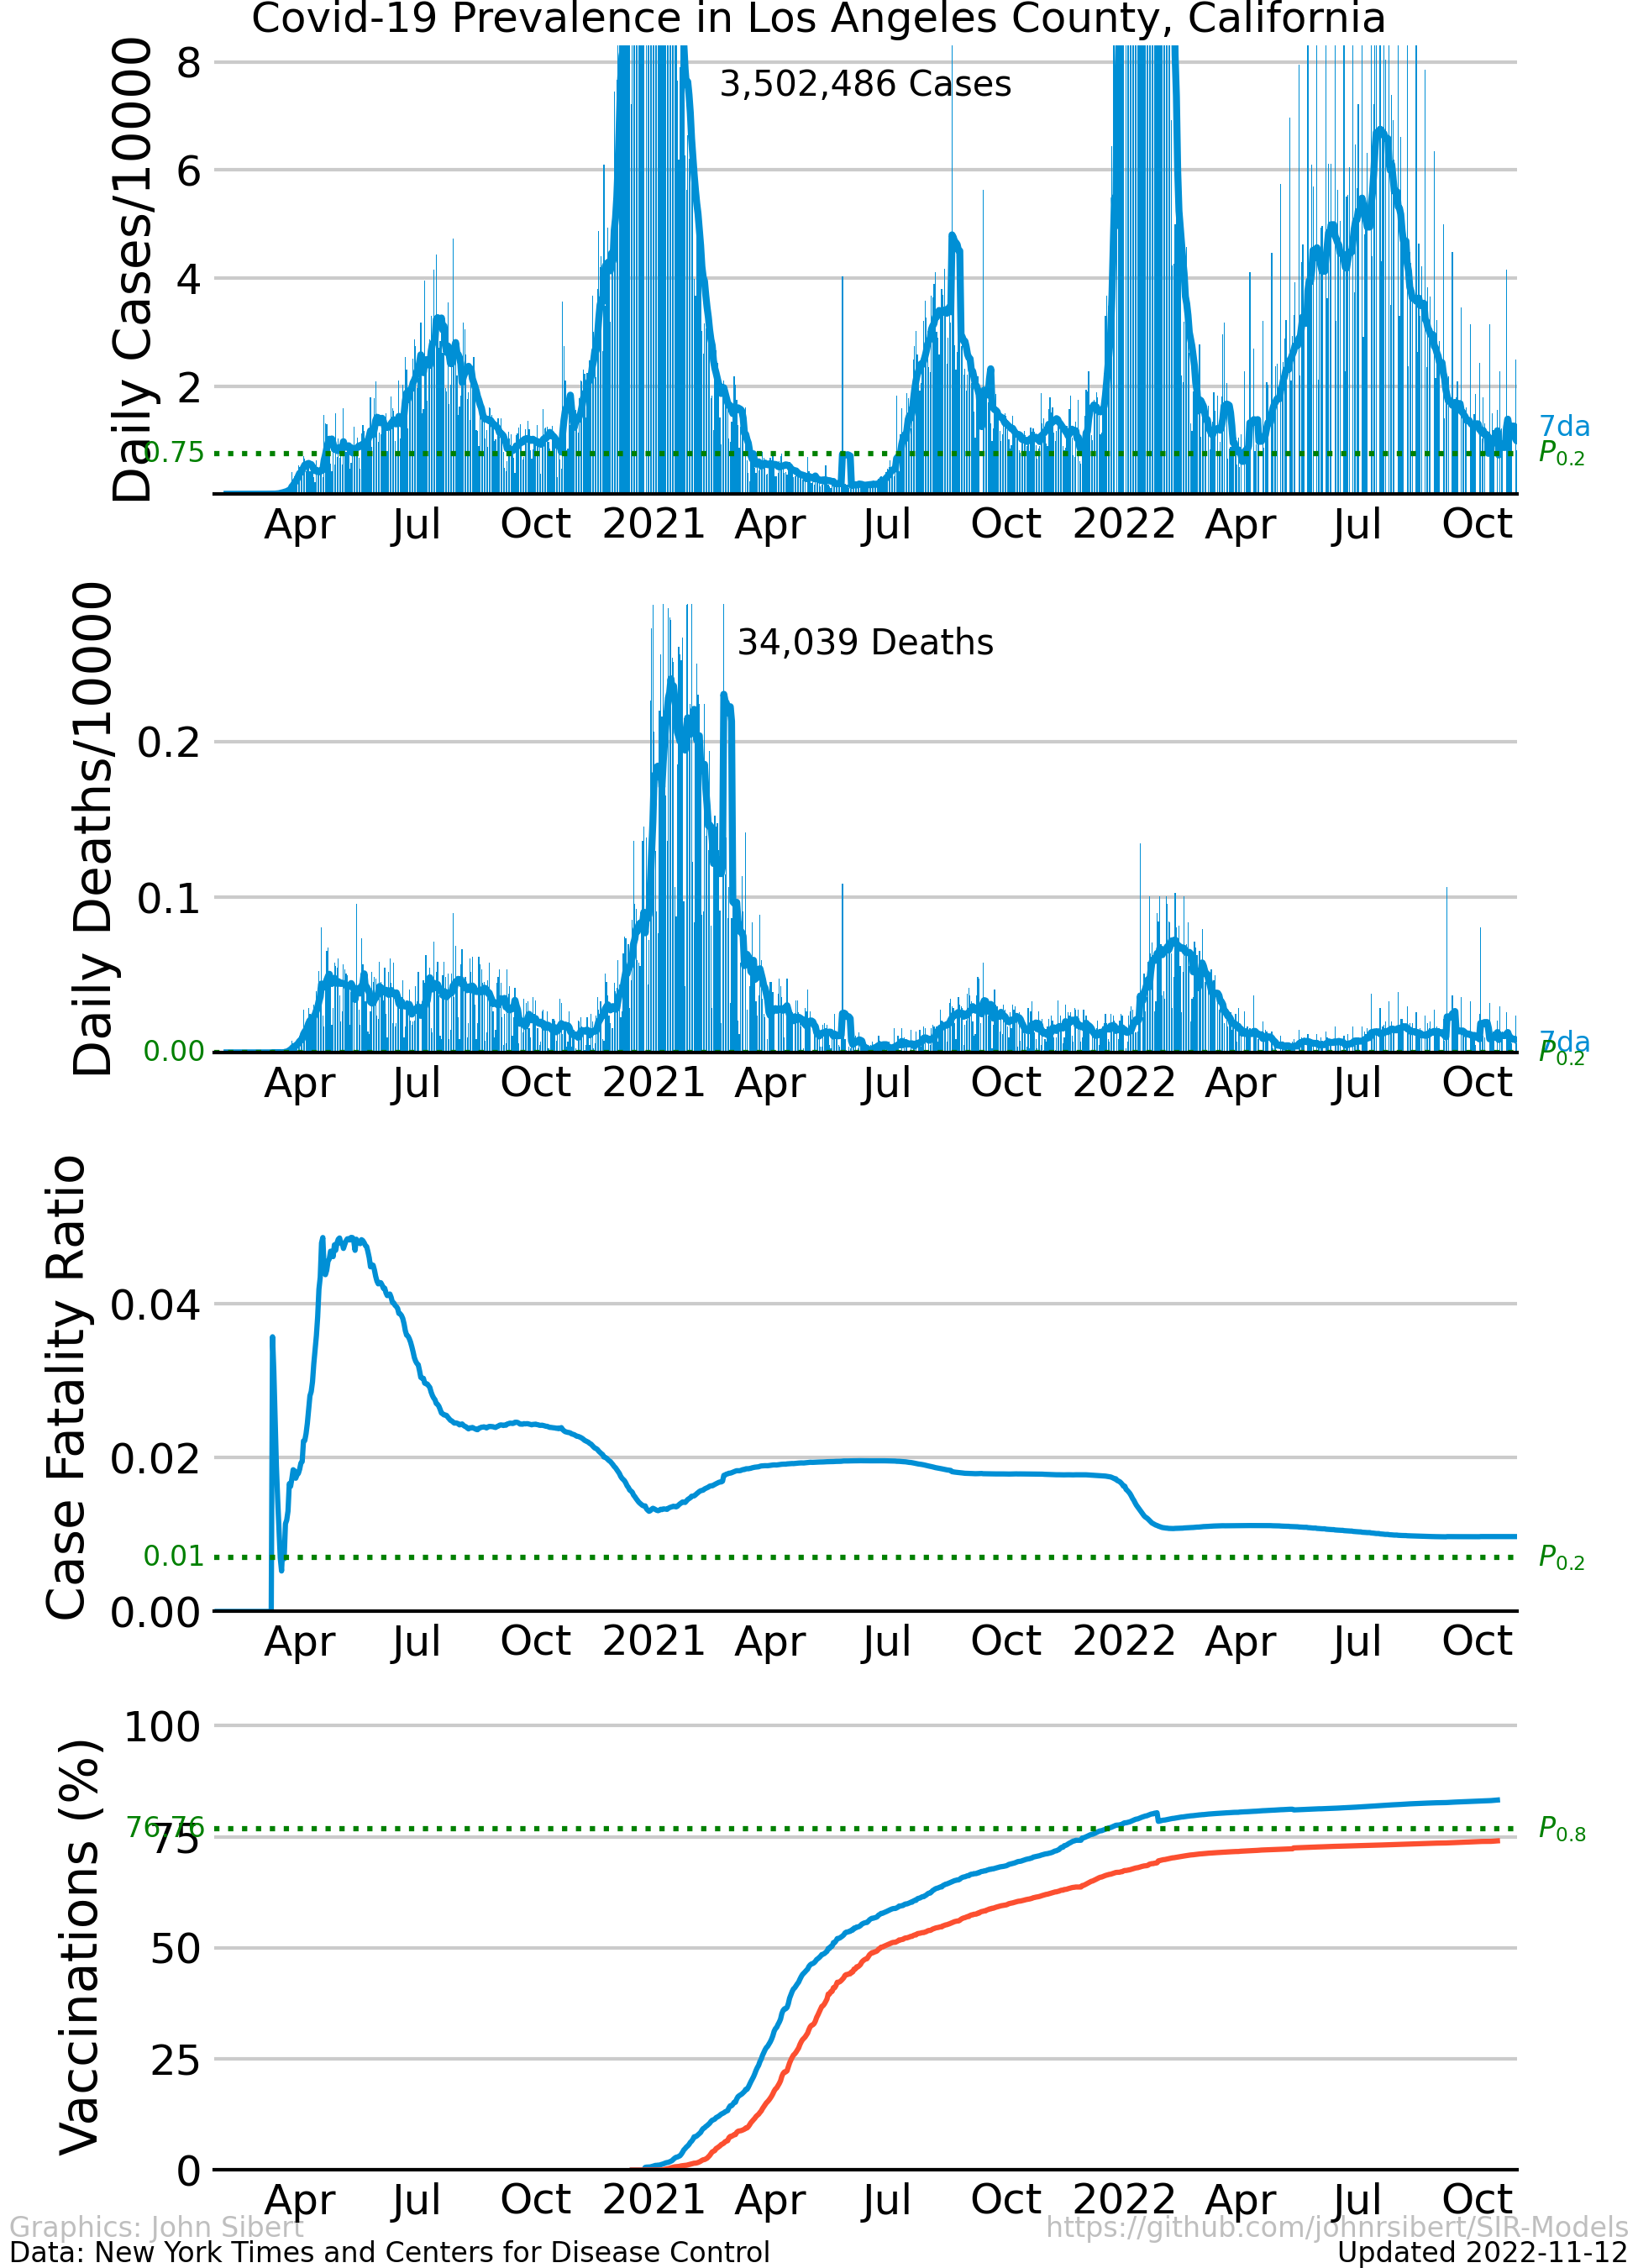 Covid-19 Prevalence in Los Angeles County, California
Daily Cases/10000
8
6
4
2
0.75
3,502,486 Cases
7da
P0.2
Apr Jul Oct 2021 Apr Jul Oct 2022 Apr Jul Oct
Daily Deaths/10000
0.2
0.1
0.00
34,039 Deaths
7da
P0.2
Apr Jul Oct 2021 Apr Jul Oct 2022 Apr Jul Oct
Case Fatality Ratio
0.04
0.02
0.01
0.00
P0.2
Apr Jul Oct 2021 Apr Jul Oct 2022 Apr Jul Oct
Vaccinations (%)
100
76.76
75
50
25
0
P0.8
Apr Jul Oct 2021 Apr Jul Oct 2022 Apr Jul Oct
Graphics: John Sibert
https://github.com/johnrsibert/SIR-Models
Data: New York Times and Centers for Disease Control
Updated 2022-11-12